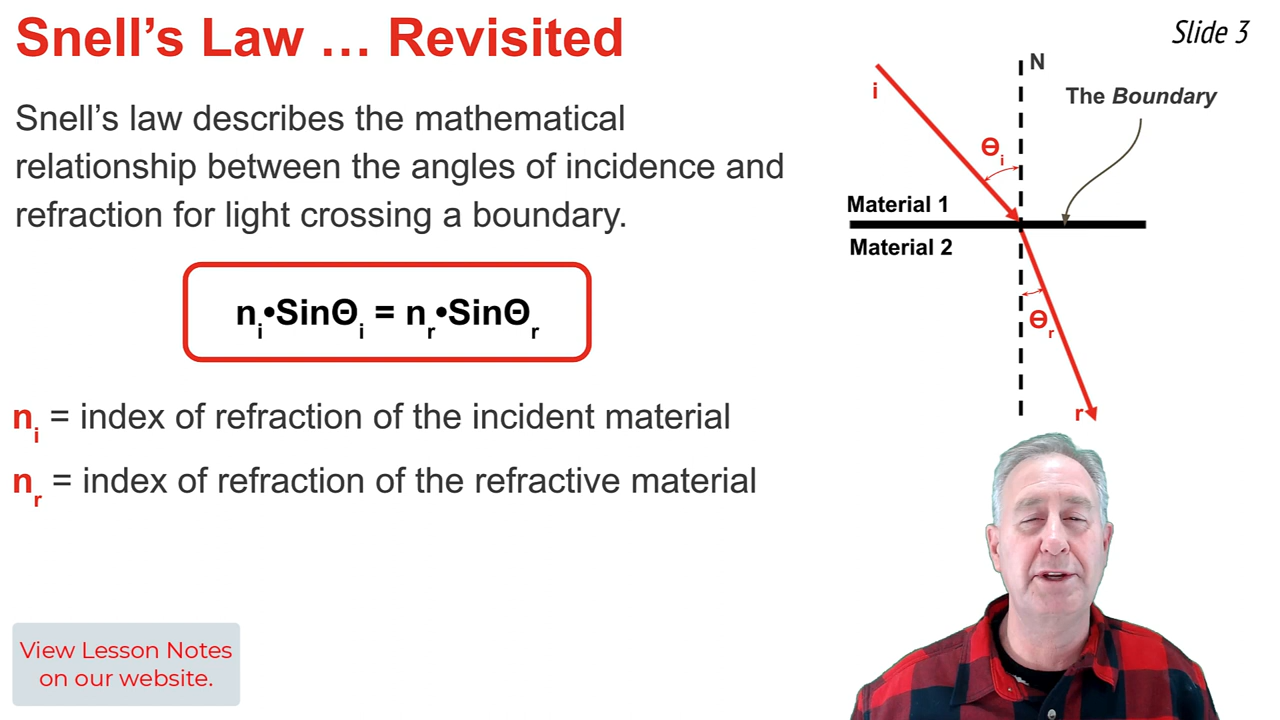 Snell’s Law … Revisited
Slide 3
Snell’s law describes the mathematical
relationship between the angles of incidence and
refraction for light crossing a boundary.
nᵢ•SinΘᵢ = nᵣ•SinΘᵣ
nᵢ = index of refraction of the incident material
nᵣ = index of refraction of the refractive material
N
i
The Boundary
Θᵢ
Material 1
Material 2
Θᵣ
r
View Lesson Notes
on our website.